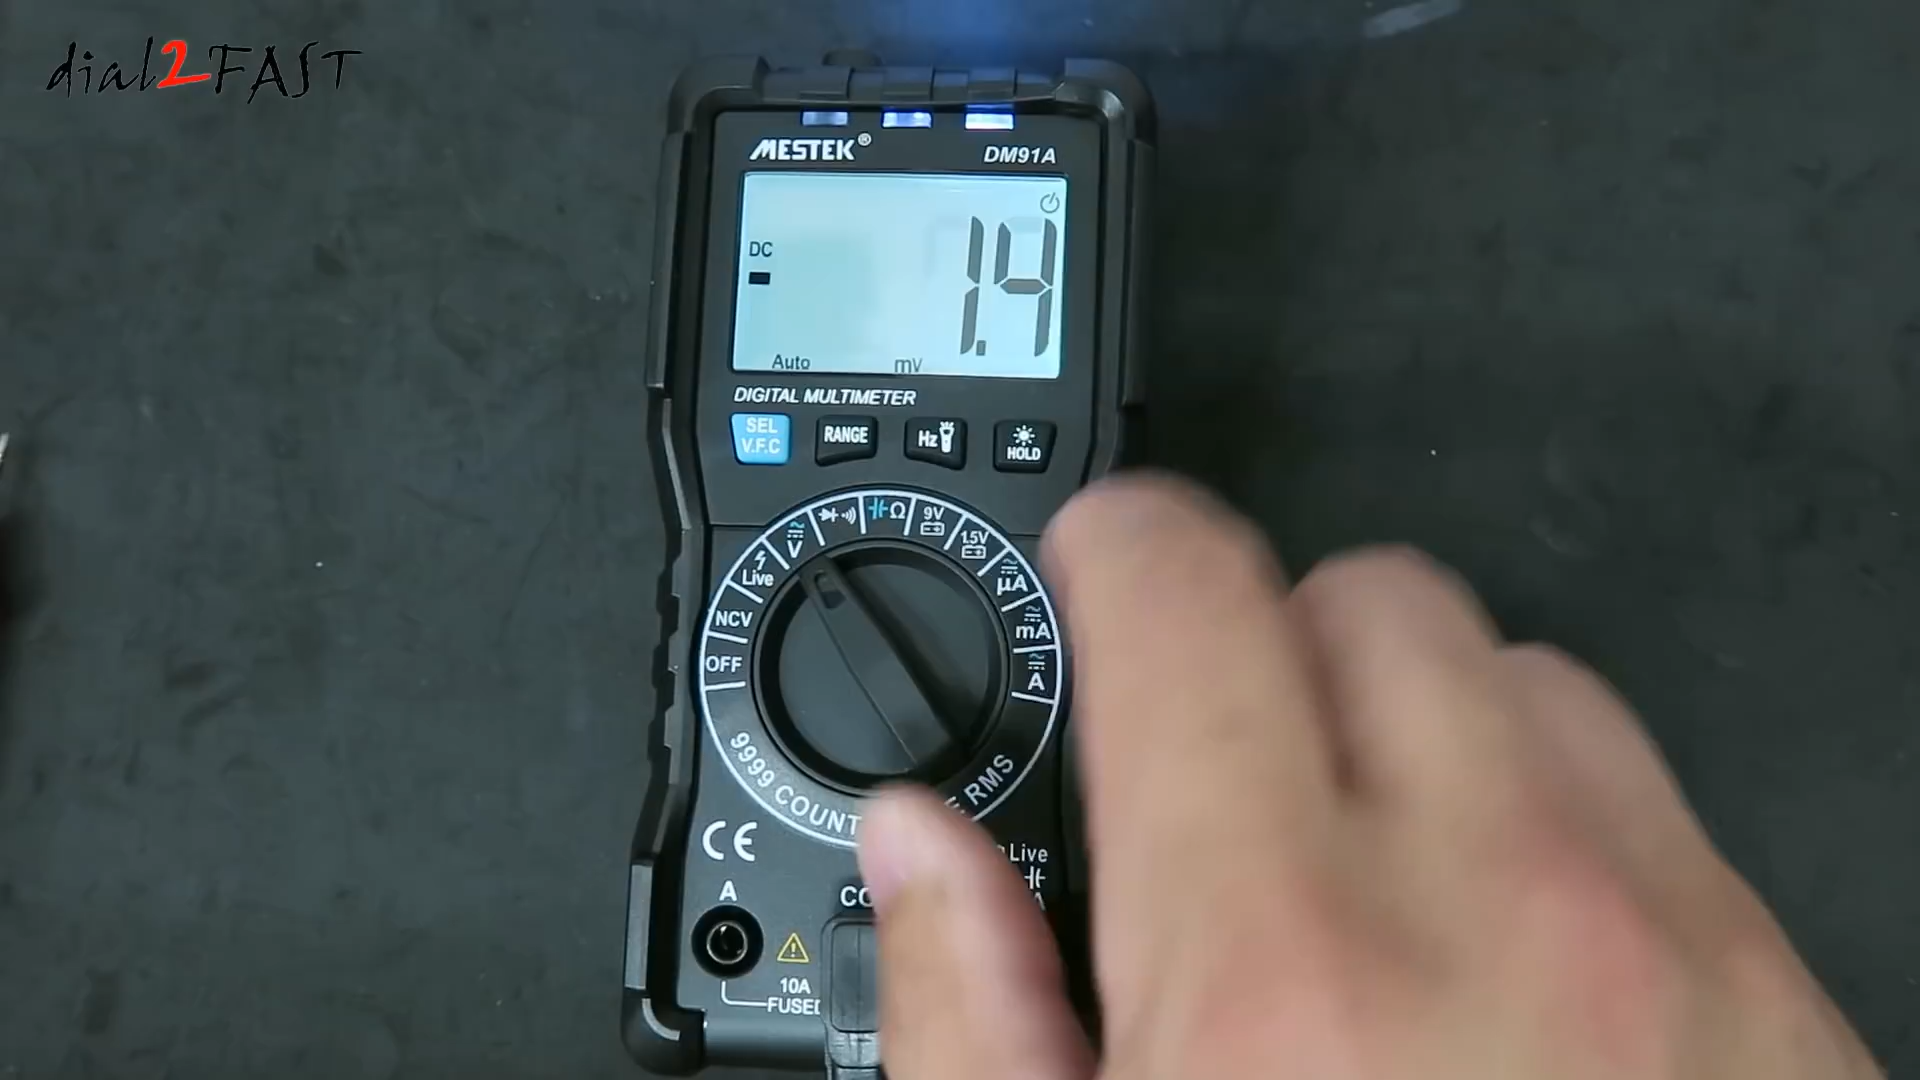 dial2FAST
MESTEK®
DM91A
DC
1.4
Auto
mV
DIGITAL MULTIMETER
SEL
V.F.C
RANGE
Hz
HOLD
OFF
NCV
Live
V
Ω
9V
1.5V
µA
mA
A
9999 COUNT
RMS
CE
A
Live
10A
FUSED